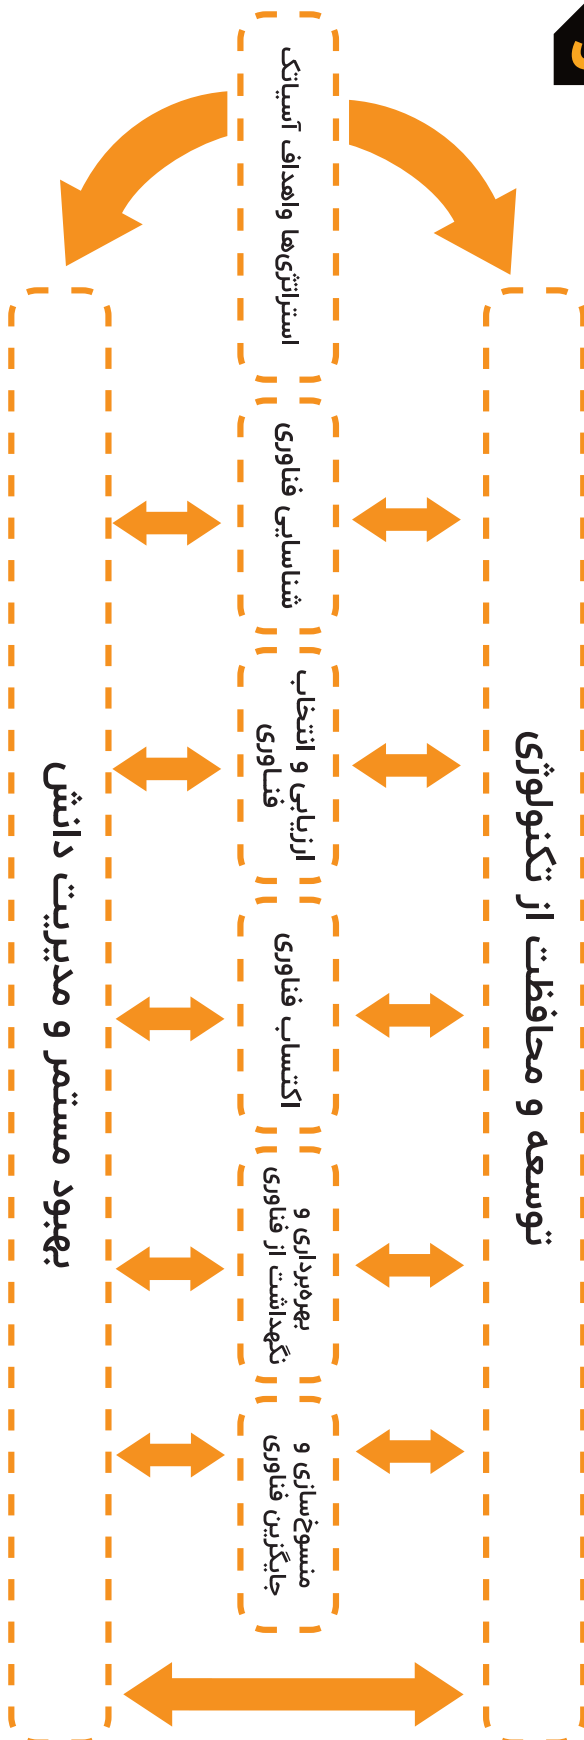 استراتژی‌ها و اهداف آسیاتک
شناسایی فناوری
ارزیابی و انتخاب
فناوری
اکتساب فناوری
بهره‌برداری و
نگهداشت از فناوری
منسوخ‌سازی و
جایگزین فناوری
توسعه و محافظت از تکنولوژی
بهبود مستمر و مدیریت دانش